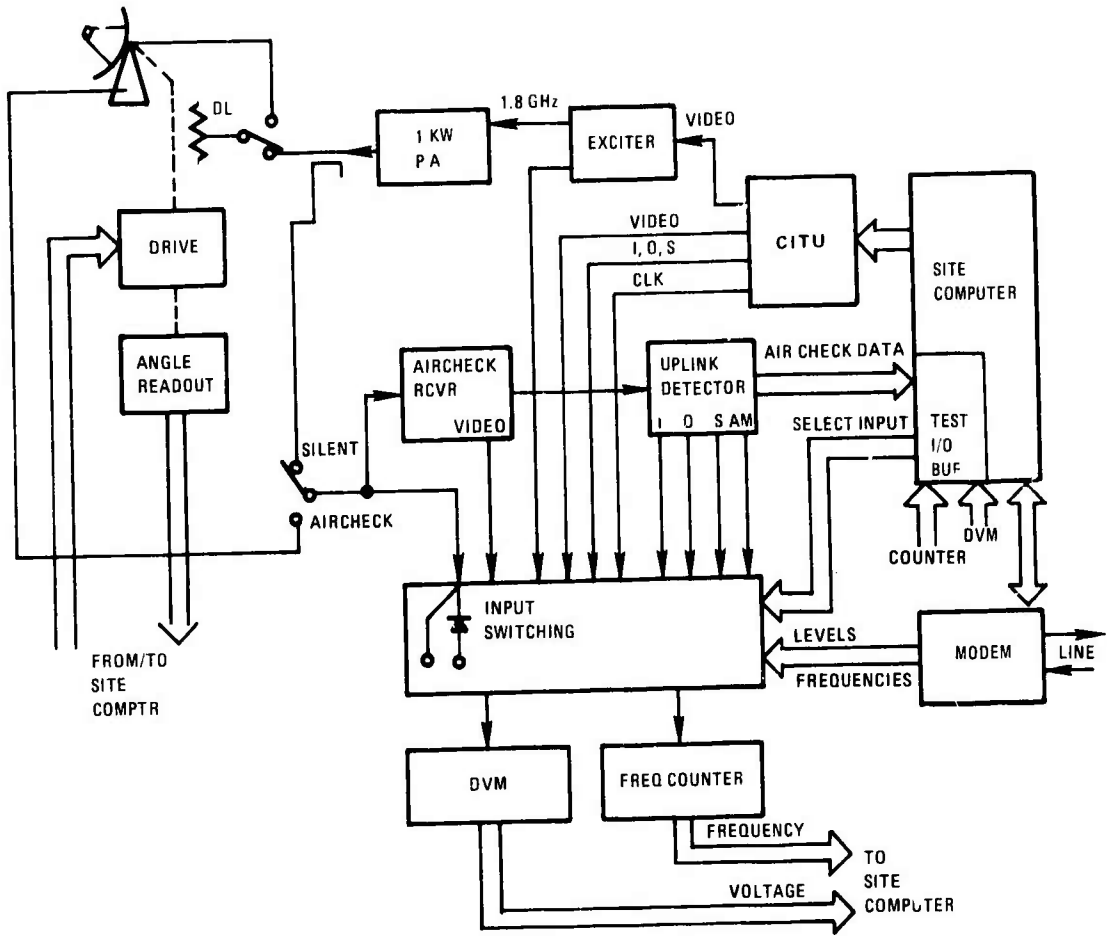 DL
1.8 GHz
1 KW
P A
EXCITER
VIDEO
DRIVE
VIDEO
I, O, S
CLK
CITU
SITE
COMPUTER
ANGLE
READOUT
AIRCHECK
RCVR
VIDEO
UPLINK
DETECTOR
I O S AM
AIR CHECK DATA
SELECT INPUT
TEST
I/O
BUF
SILENT
AIRCHECK
COUNTER
DVM
INPUT
SWITCHING
LEVELS
FREQUENCIES
MODEM
LINE
FROM/TO
SITE
COMPTR
DVM
FREQ COUNTER
FREQUENCY
VOLTAGE
TO
SITE
COMPUTER